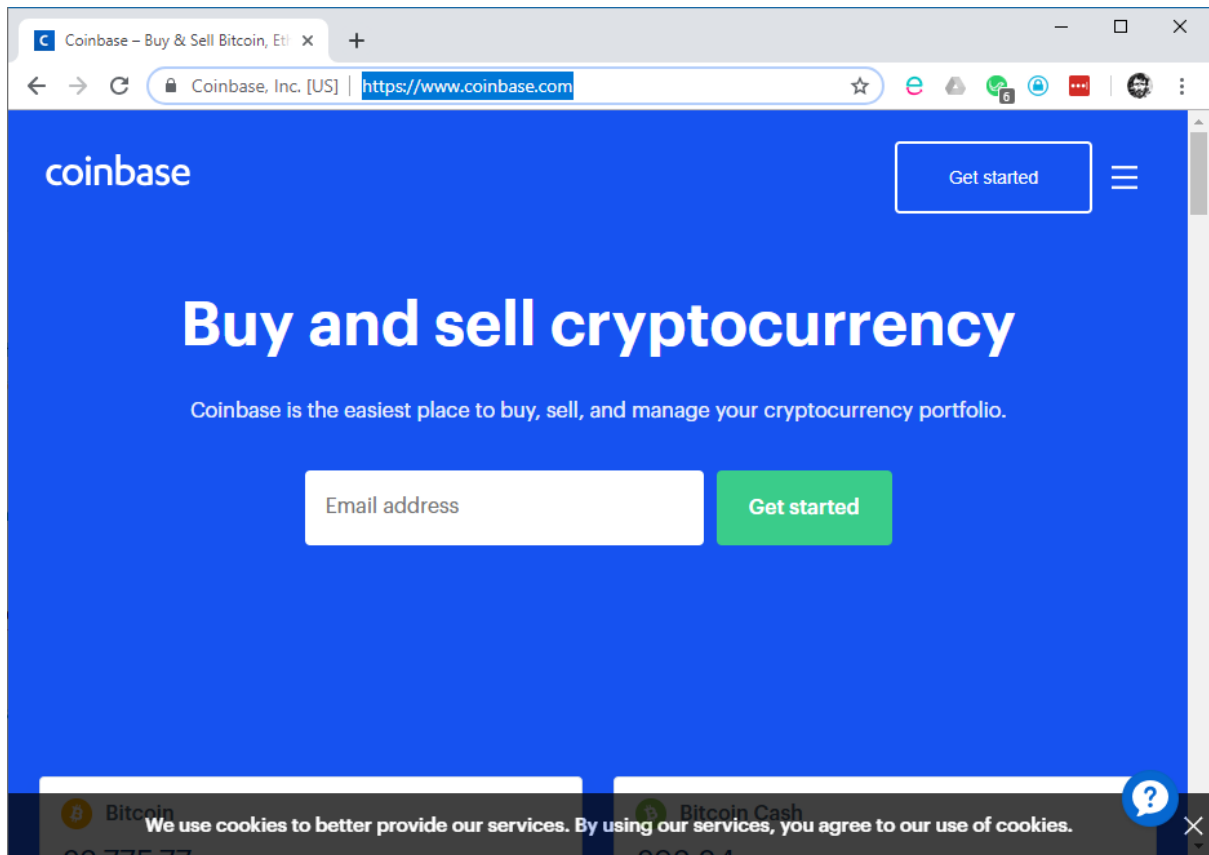 Coinbase – Buy & Sell Bitcoin, Et
Coinbase, Inc. [US] | https://www.coinbase.com
6
coinbase
Get started
Buy and sell cryptocurrency
Coinbase is the easiest place to buy, sell, and manage your cryptocurrency portfolio.
Email address
Get started
Bitcoin
Bitcoin Cash
We use cookies to better provide our services. By using our services, you agree to our use of cookies.